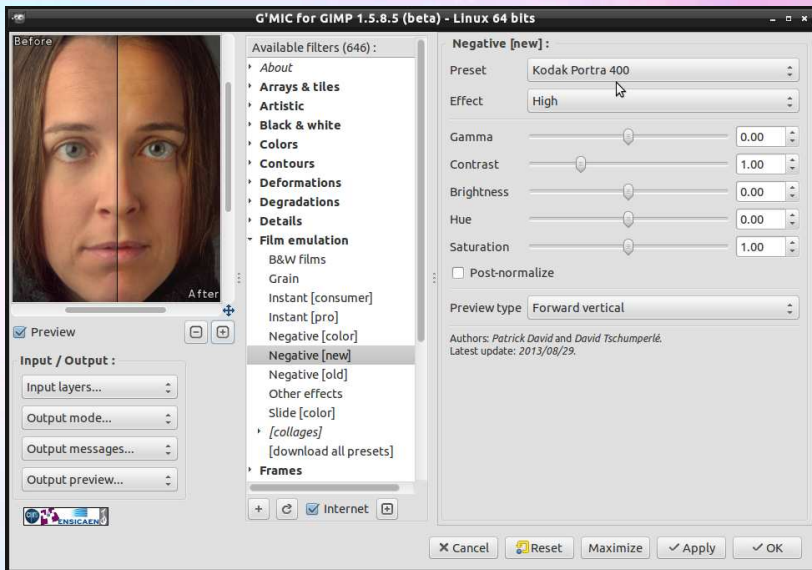 G'MIC for GIMP 1.5.8.5 (beta) - Linux 64 bits
Before
After
Preview
Input / Output :
Input layers...
Output mode...
Output messages...
Output preview...
ENSICAEN
Available filters (646) :
About
Arrays & tiles
Artistic
Black & white
Colors
Contours
Deformations
Degradations
Details
Film emulation
B&W films
Grain
Instant [consumer]
Instant [pro]
Negative [color]
Negative [new]
Negative [old]
Other effects
Slide [color]
[collages]
[download all presets]
Frames
Internet
Negative [new] :
Preset Kodak Portra 400
Effect High
Gamma 0.00
Contrast 1.00
Brightness 0.00
Hue 0.00
Saturation 1.00
Post-normalize
Preview type Forward vertical
Authors: Patrick David and David Tschumperlé.
Latest update: 2013/08/29.
Cancel Reset Maximize Apply OK